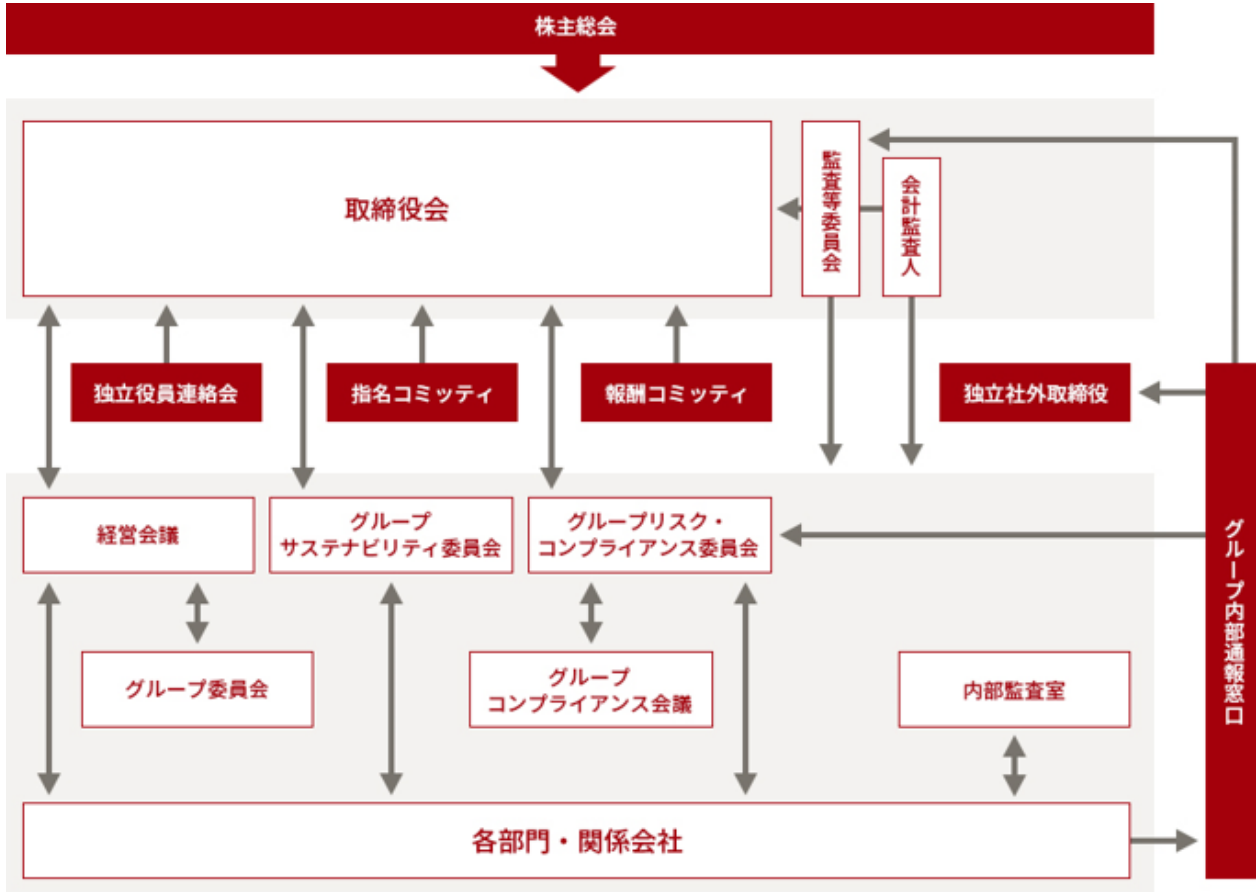 株主総会
取締役会
監査等委員会
会計監査人
独立役員連絡会
指名コミッティ
報酬コミッティ
独立社外取締役
経営会議
グループ
サステナビリティ委員会
グループリスク・
コンプライアンス委員会
グループ内部通報窓口
グループ委員会
グループ
コンプライアンス会議
内部監査室
各部門・関係会社